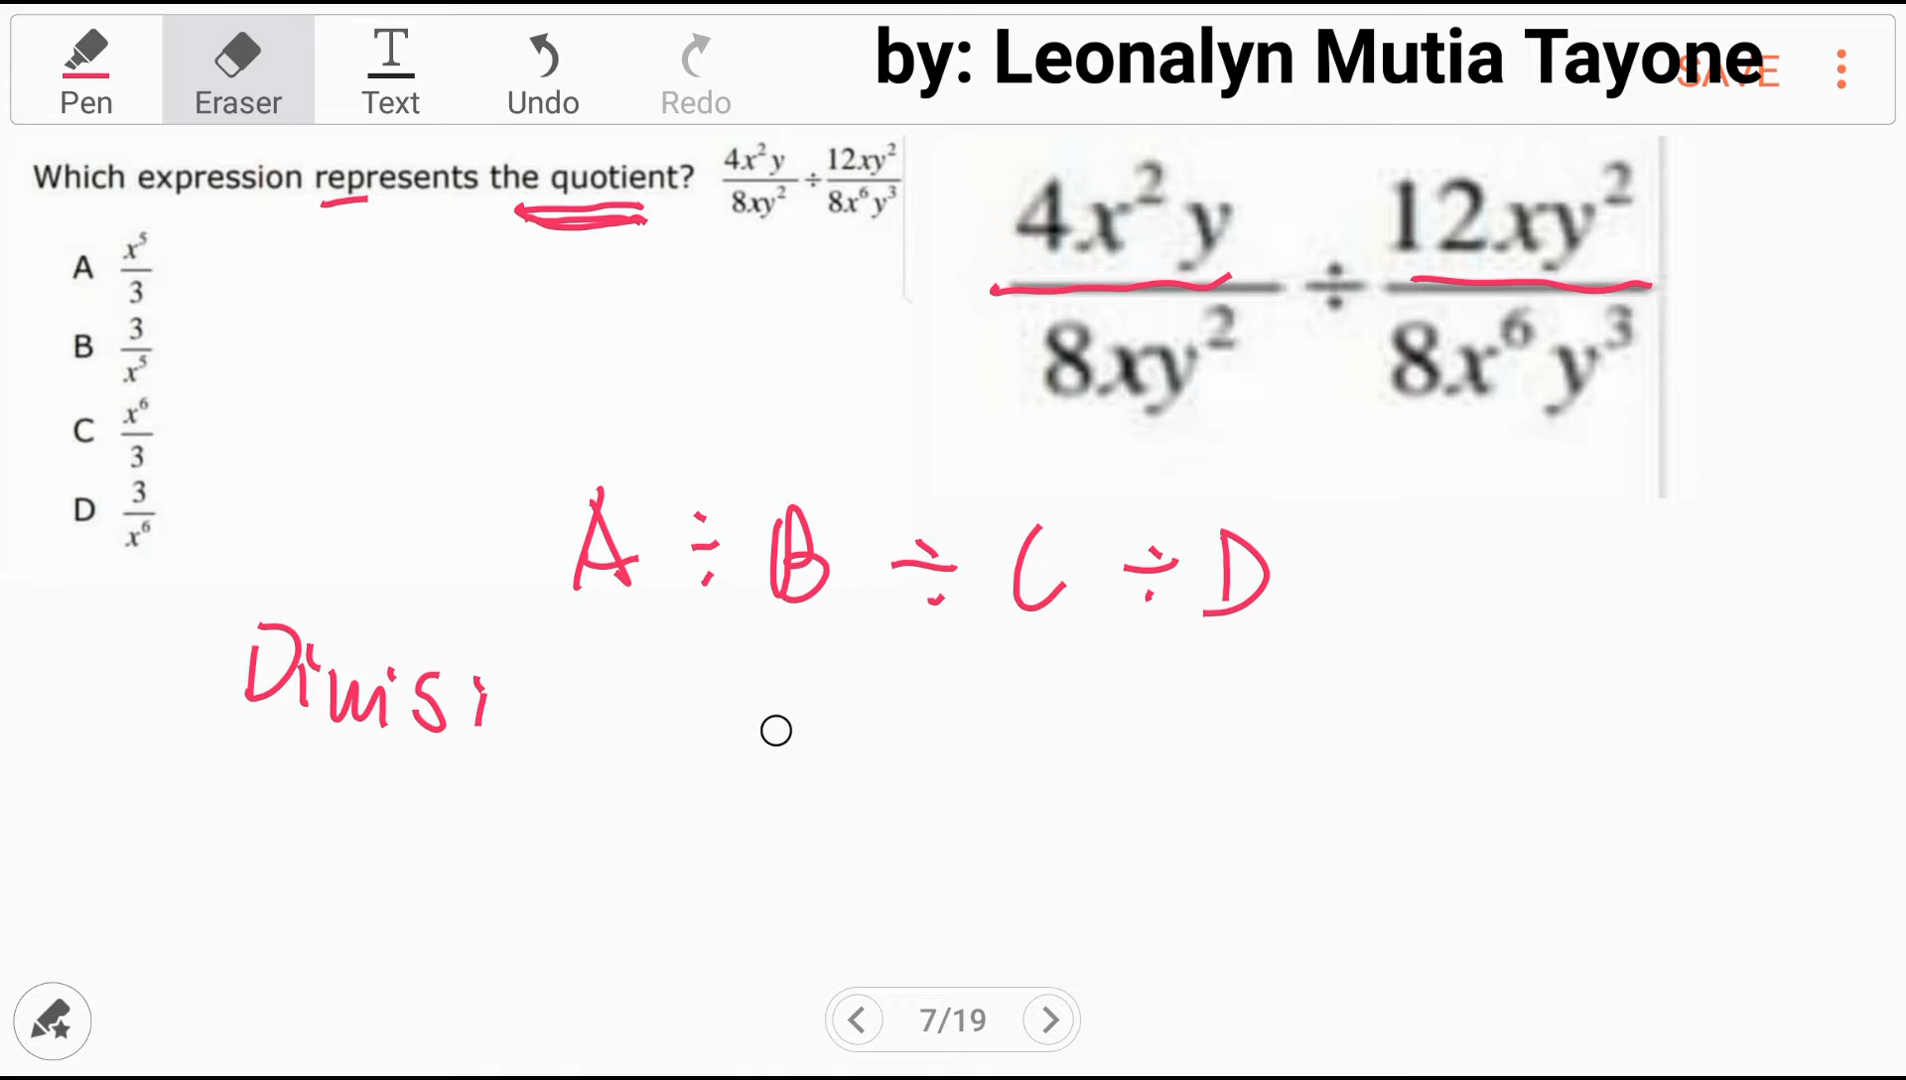 Pen Eraser Text Undo Redo SAVE
by: Leonalyn Mutia Tayone
Which expression represents the quotient? 4x²y/8xy² ÷ 12xy²/8x⁶y³
4x²y/8xy² ÷ 12xy²/8x⁶y³
A x⁵/3
B 3/x⁵
C x⁶/3
D 3/x⁶
A ÷ B ÷ C ÷ D
7/19